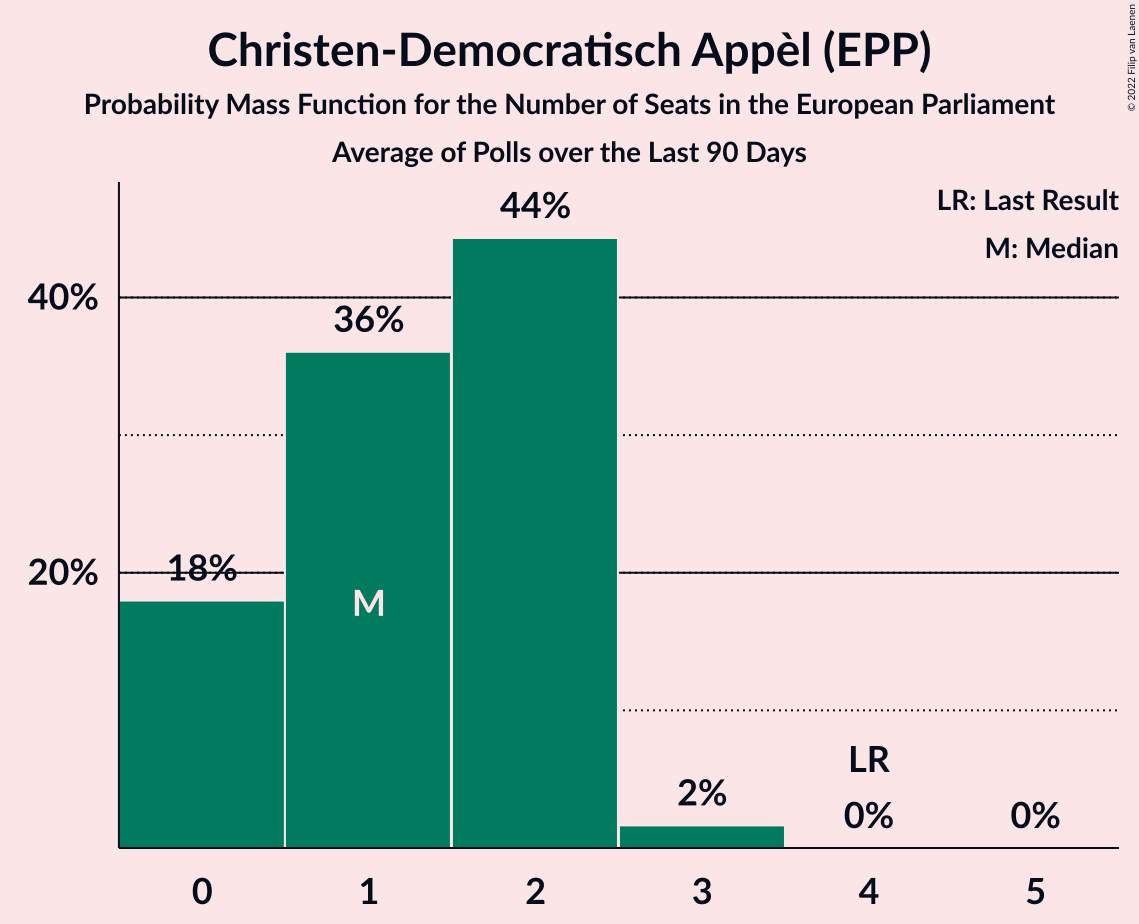 Christen-Democratisch Appèl (EPP)
Probability Mass Function for the Number of Seats in the European Parliament
Average of Polls over the Last 90 Days
© 2022 Filip van Laenen
LR: Last Result
M: Median
44%
40%
36%
18%
20%
M
LR
2%
0%
0%
0 1 2 3 4 5